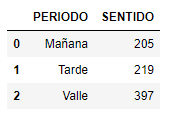 PERIODO SENTIDO
0 Mañana 205
1 Tarde 219
2 Valle 397